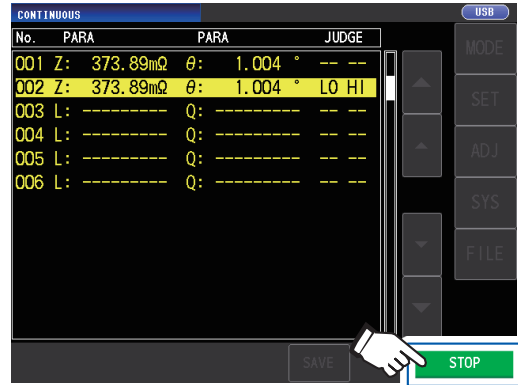 CONTINUOUS USB
No. PARA PARA JUDGE
001 Z: 373.89mΩ θ: 1.004 ° -- --
002 Z: 373.89mΩ θ: 1.004 ° LO HI
003 L: --------- Q: --------- -- --
004 L: --------- Q: --------- -- --
005 L: --------- Q: --------- -- --
006 L: --------- Q: --------- -- --
MODE
SET
ADJ
SYS
FILE
SAVE
STOP